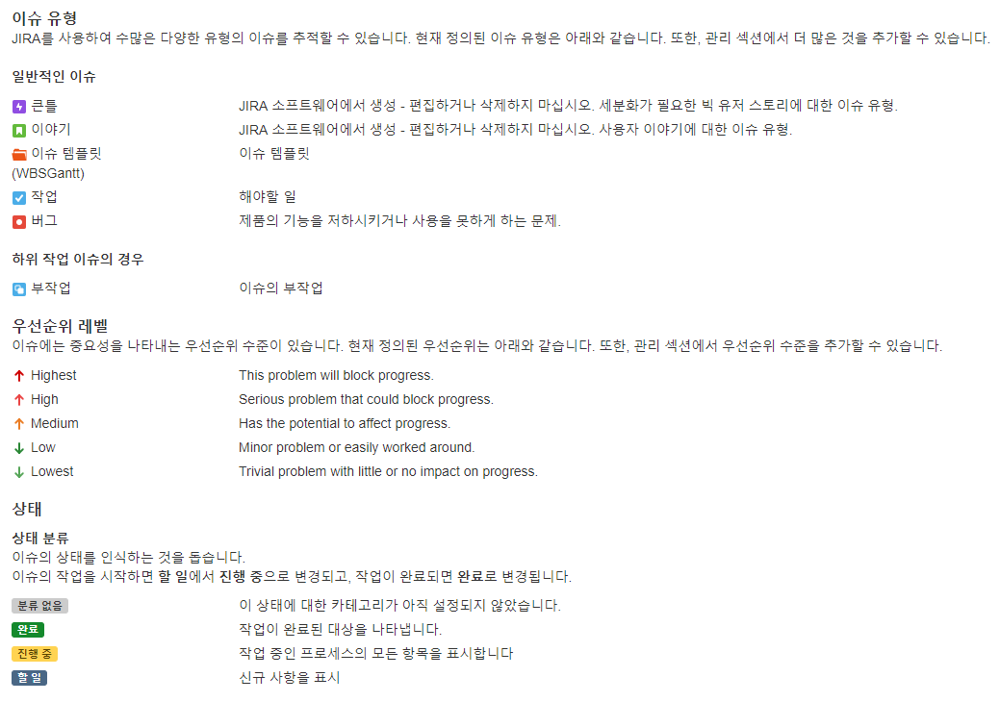 이슈 유형
JIRA를 사용하여 수많은 다양한 유형의 이슈를 추적할 수 있습니다. 현재 정의된 이슈 유형은 아래와 같습니다. 또한, 관리 섹션에서 더 많은 것을 추가할 수 있습니다.
일반적인 이슈
큰틀 JIRA 소프트웨어에서 생성 - 편집하거나 삭제하지 마십시오. 세분화가 필요한 빅 유저 스토리에 대한 이슈 유형.
이야기 JIRA 소프트웨어에서 생성 - 편집하거나 삭제하지 마십시오. 사용자 이야기에 대한 이슈 유형.
이슈 템플릿 이슈 템플릿
(WBSGantt)
작업 해야할 일
버그 제품의 기능을 저하시키거나 사용을 못하게 하는 문제.
하위 작업 이슈의 경우
부작업 이슈의 부작업
우선순위 레벨
이슈에는 중요성을 나타내는 우선순위 수준이 있습니다. 현재 정의된 우선순위는 아래와 같습니다. 또한, 관리 섹션에서 우선순위 수준을 추가할 수 있습니다.
Highest This problem will block progress.
High Serious problem that could block progress.
Medium Has the potential to affect progress.
Low Minor problem or easily worked around.
Lowest Trivial problem with little or no impact on progress.
상태
상태 분류
이슈의 상태를 인식하는 것을 돕습니다.
이슈의 작업을 시작하면 할 일에서 진행 중으로 변경되고, 작업이 완료되면 완료로 변경됩니다.
분류 없음 이 상태에 대한 카테고리가 아직 설정되지 않았습니다.
완료 작업이 완료된 대상을 나타냅니다.
진행 중 작업 중인 프로세스의 모든 항목을 표시합니다
할 일 신규 사항을 표시